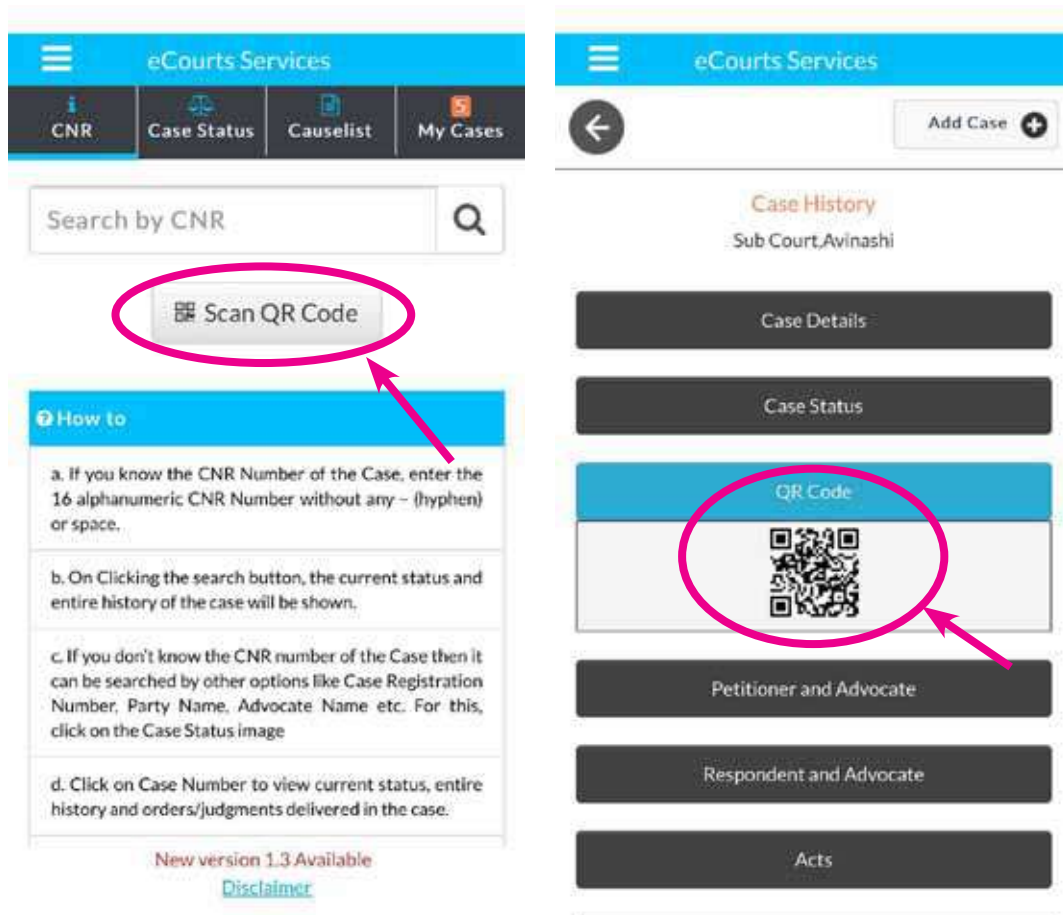 eCourts Services
CNR
Case Status
Causelist
5
My Cases
Search by CNR
Scan QR Code
How to
a. If you know the CNR Number of the Case, enter the
16 alphanumeric CNR Number without any – (hyphen)
or space.
b. On Clicking the search button, the current status and
entire history of the case will be shown.
c. If you don't know the CNR number of the Case then it
can be searched by other options like Case Registration
Number, Party Name, Advocate Name etc. For this,
click on the Case Status image
d. Click on Case Number to view current status, entire
history and orders/judgments delivered in the case.
New version 1.3 Available
Disclaimer
eCourts Services
Add Case
Case History
Sub Court,Avinashi
Case Details
Case Status
QR Code
Petitioner and Advocate
Respondent and Advocate
Acts